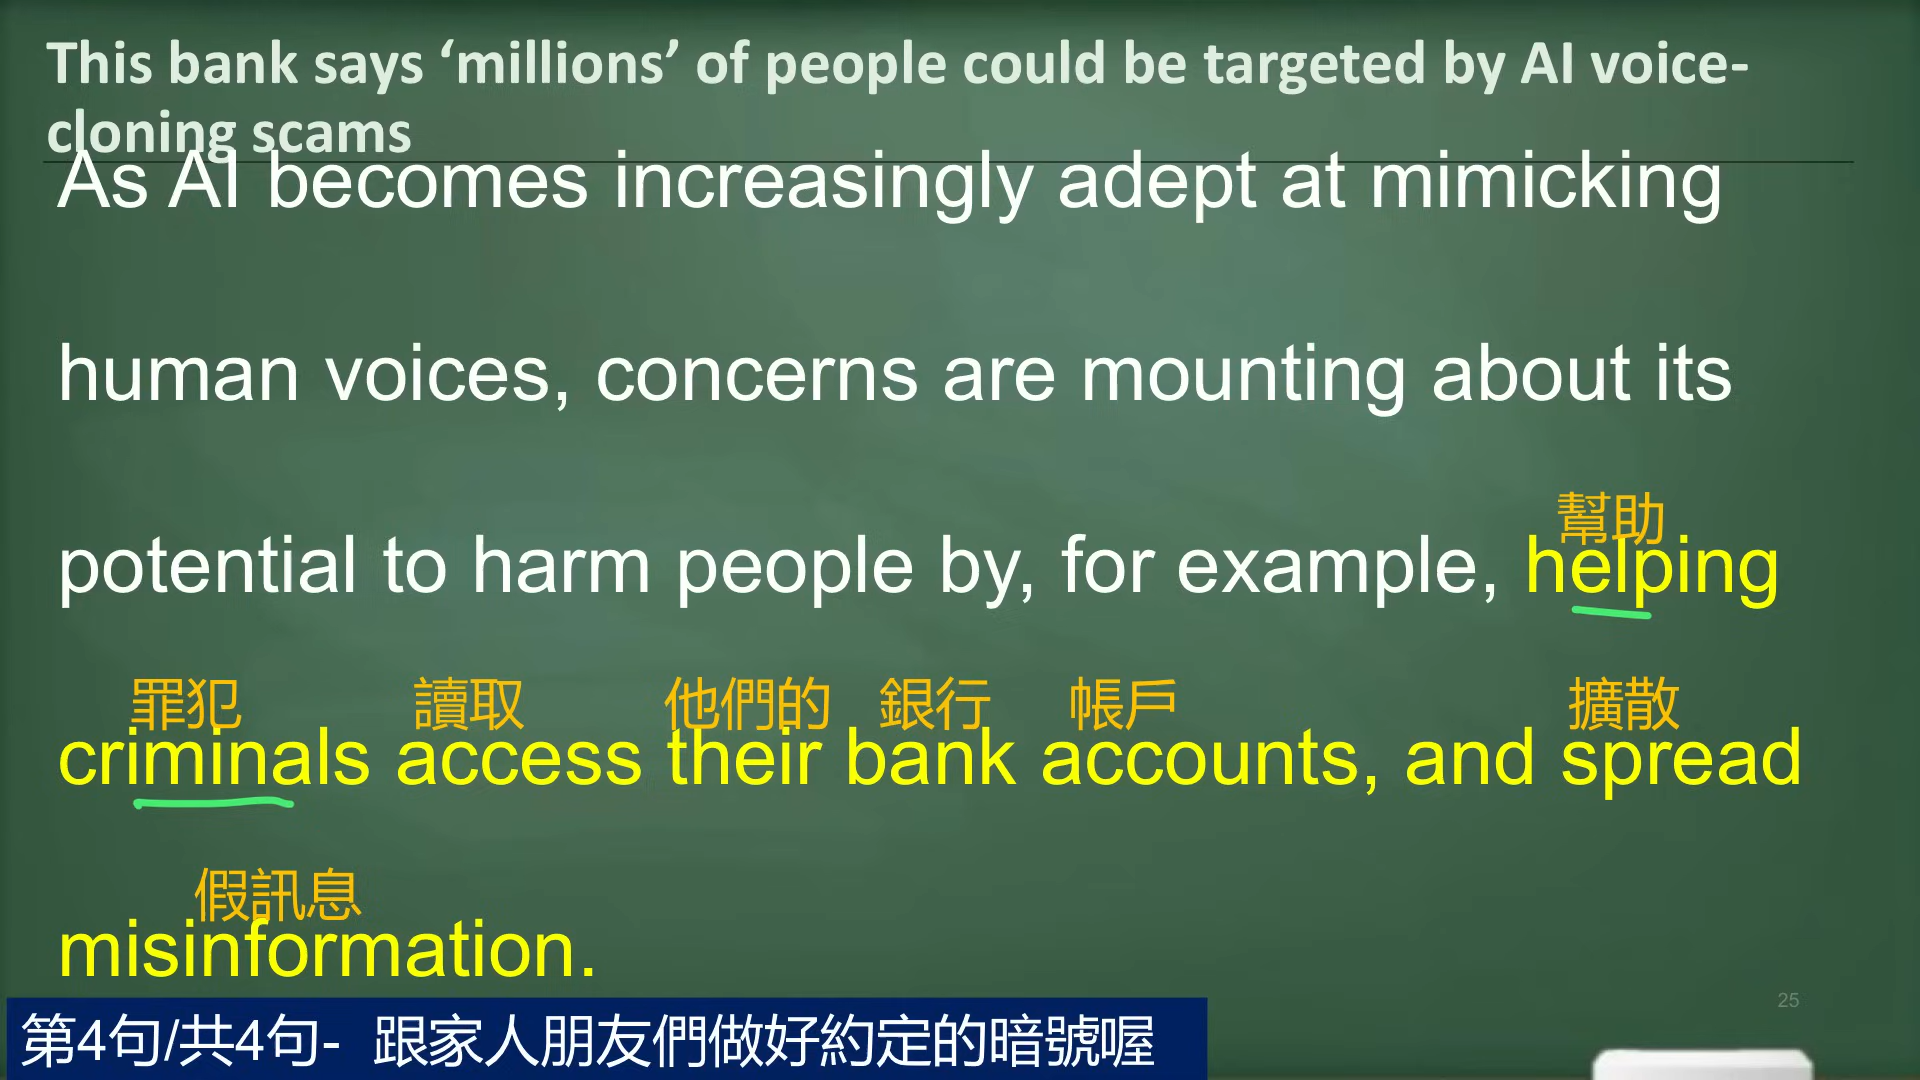 This bank says ‘millions’ of people could be targeted by AI voice-
cloning scams
As AI becomes increasingly adept at mimicking
human voices, concerns are mounting about its
幫助
potential to harm people by, for example, helping
罪犯 讀取 他們的 銀行 帳戶 擴散
criminals access their bank accounts, and spread
假訊息
misinformation.
25
第4句/共4句- 跟家人朋友們做好約定的暗號喔